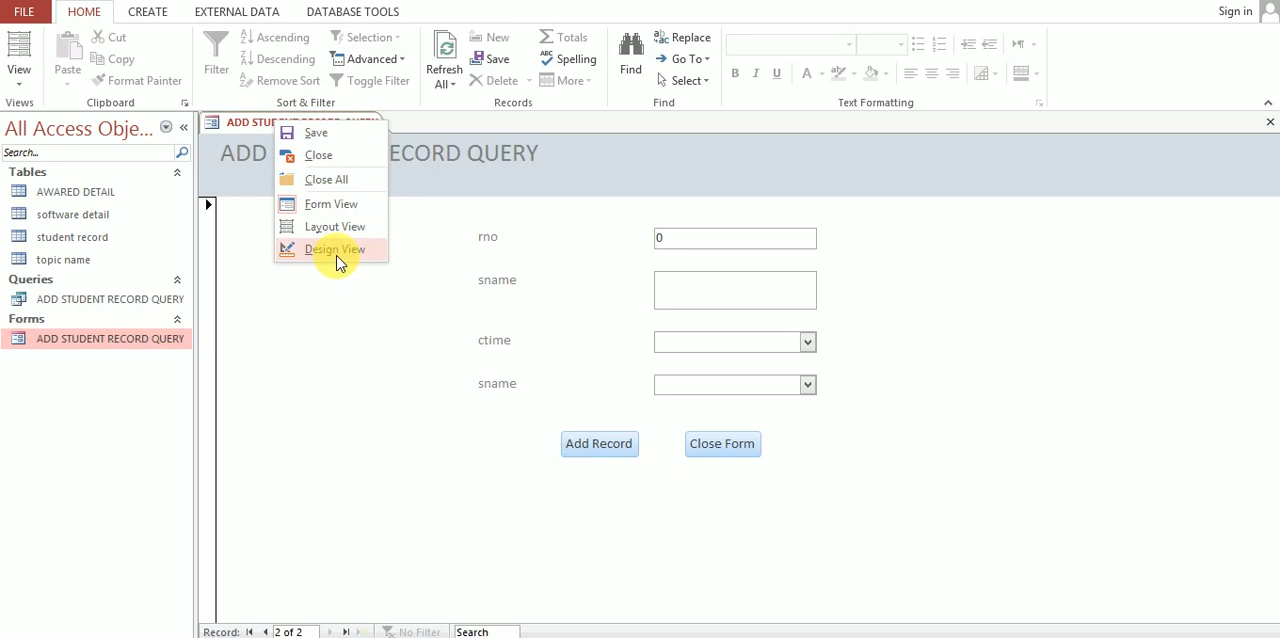 FILE HOME CREATE EXTERNAL DATA DATABASE TOOLS Sign in
View
Views
Paste
Cut
Copy
Format Painter
Clipboard
Filter
Ascending
Descending
Remove Sort
Selection
Advanced
Toggle Filter
Sort & Filter
Refresh
All
New
Save
Delete
Totals
Spelling
More
Records
Find
Replace
Go To
Select
Find
B I U A
Text Formatting
All Access Obje...
Search...
Tables
AWARED DETAIL
software detail
student record
topic name
Queries
ADD STUDENT RECORD QUERY
Forms
ADD STUDENT RECORD QUERY
Save
Close
Close All
Form View
Layout View
Design View
ADD RECORD QUERY
rno 0
sname
ctime
sname
Add Record Close Form
Record: 2 of 2 No Filter Search